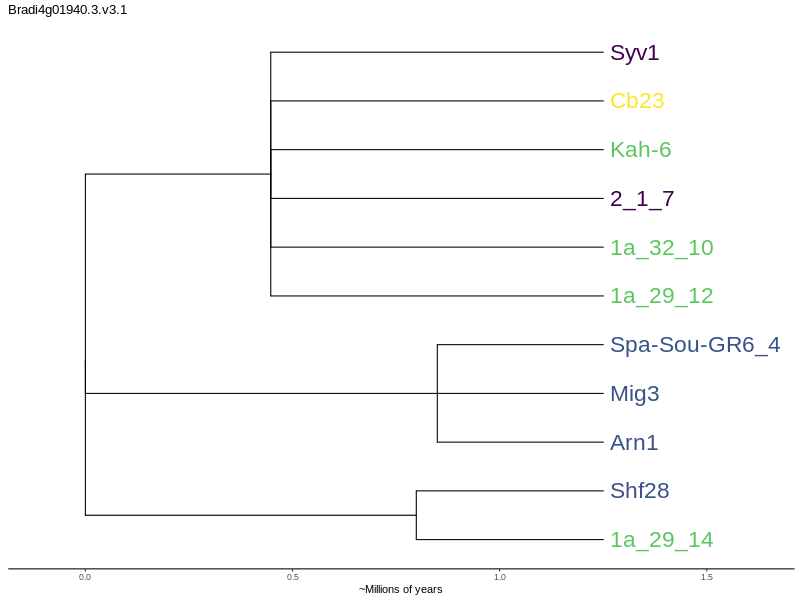 Bradi4g01940.3.v3.1
Syv1
Cb23
Kah-6
2_1_7
1a_32_10
1a_29_12
Spa-Sou-GR6_4
Mig3
Arn1
Shf28
1a_29_14
0.0 0.5 1.0 1.5
~Millions of years